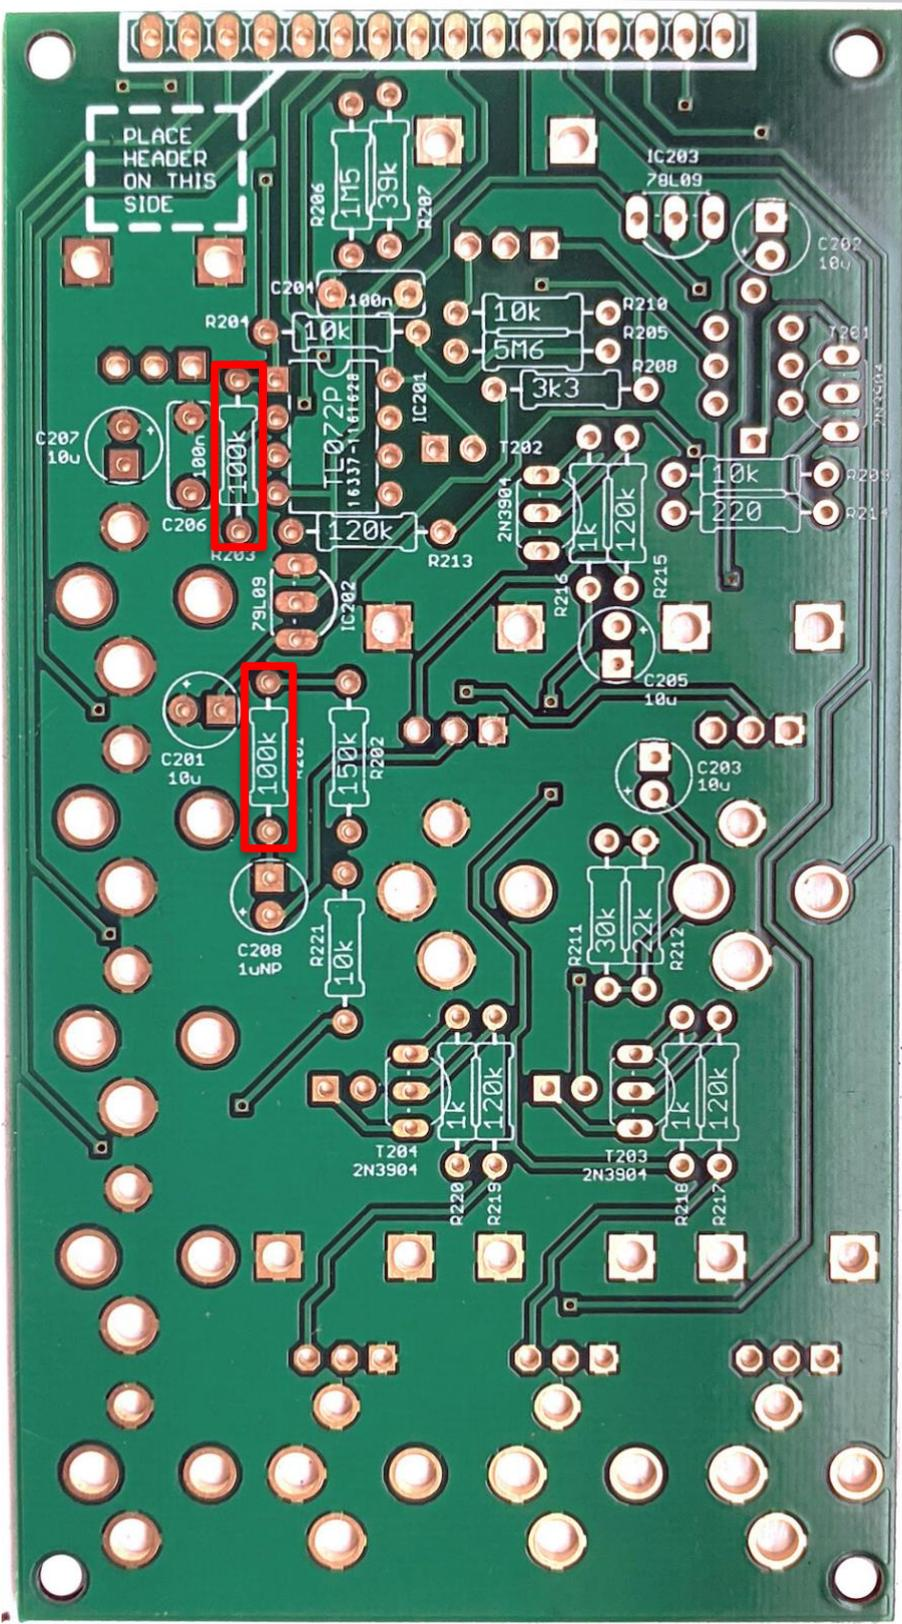 PLACE
HEADER
ON THIS
SIDE
R206
1M5
39k
R207
IC203
78L09
C202
10u
C204
100n
R204
10k
10k
R210
5M6
R205
3k3
R208
T201
2N3904
IC201
TL072P
16337-1161628
C207
10u
100n
C206
100k
R203
T202
2N3904
1k
120k
R216
R215
10k
220
R214
120k
R213
79L09
IC202
C205
10u
C201
10u
100k
R201
150k
R202
C203
10u
C208
1uNP
R221
10k
R211
30k
22k
R212
1k
120k
T204
2N3904
R220
R219
1k
120k
T203
2N3904
R218
R217